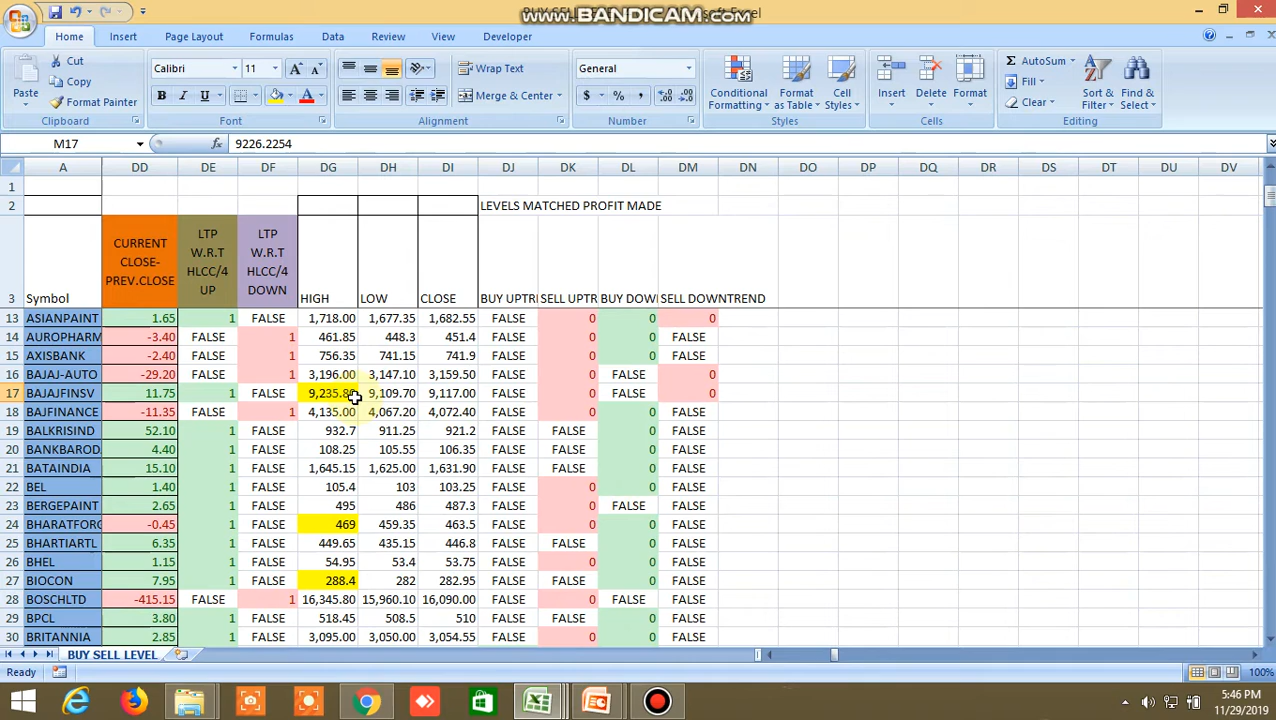 www.BANDICAM.com
Home Insert Page Layout Formulas Data Review View Developer
Cut
Copy
Format Painter
Paste
Clipboard
Calibri 11
Font
Wrap Text
Merge & Center
Alignment
General
Number
Conditional Formatting
Format as Table
Cell Styles
Styles
Insert Delete Format
Cells
AutoSum
Fill
Clear
Sort & Filter
Find & Select
Editing
M17 fx 9226.2254
A DD DE DF DG DH DI DJ DK DL DM DN DO DP DQ DR DS DT DU DV
1
2 LEVELS MATCHED PROFIT MADE
3 Symbol CURRENT CLOSE-PREV.CLOSE LTP W.R.T HLCC/4 UP LTP W.R.T HLCC/4 DOWN HIGH LOW CLOSE BUY UPTR SELL UPTR BUY DOW SELL DOWNTREND
13 ASIANPAINT 1.65 1 FALSE 1,718.00 1,677.35 1,682.55 FALSE 0 0 0
14 AUROPHARM -3.40 FALSE 1 461.85 448.3 451.4 FALSE 0 0 FALSE
15 AXISBANK -2.40 FALSE 1 756.35 741.15 741.9 FALSE 0 0 FALSE
16 BAJAJ-AUTO -29.20 FALSE 1 3,196.00 3,147.10 3,159.50 FALSE 0 FALSE 0
17 BAJAJFINSV 11.75 1 FALSE 9,109.70 9,117.00 FALSE 0 FALSE 0
18 BAJFINANCE -11.35 FALSE 1 4,135.00 4,067.20 4,072.40 FALSE 0 0 FALSE
19 BALKRISIND 52.10 1 FALSE 932.7 911.25 921.2 FALSE FALSE 0 FALSE
20 BANKBAROD 4.40 1 FALSE 108.25 105.55 106.35 FALSE FALSE 0 FALSE
21 BATAINDIA 15.10 1 FALSE 1,645.15 1,625.00 1,631.90 FALSE FALSE 0 FALSE
22 BEL 1.40 1 FALSE 105.4 103 103.25 FALSE 0 0 FALSE
23 BERGEPAINT 2.65 1 FALSE 495 486 487.3 FALSE 0 FALSE FALSE
24 BHARATFORG -0.45 1 FALSE 469 459.35 463.5 FALSE 0 0 FALSE
25 BHARTIARTL 6.35 1 FALSE 449.65 435.15 446.8 FALSE FALSE 0 FALSE
26 BHEL 1.15 1 FALSE 54.95 53.4 53.75 FALSE 0 0 FALSE
27 BIOCON 7.95 1 FALSE 288.4 282 282.95 FALSE FALSE 0 FALSE
28 BOSCHLTD -415.15 FALSE 1 16,345.80 15,960.10 16,090.00 FALSE 0 FALSE FALSE
29 BPCL 3.80 1 FALSE 518.45 508.5 510 FALSE FALSE 0 FALSE
30 BRITANNIA 2.85 1 FALSE 3,095.00 3,050.00 3,054.55 FALSE 0 0 FALSE
BUY SELL LEVEL
Ready 100%
5:46 PM
11/29/2019